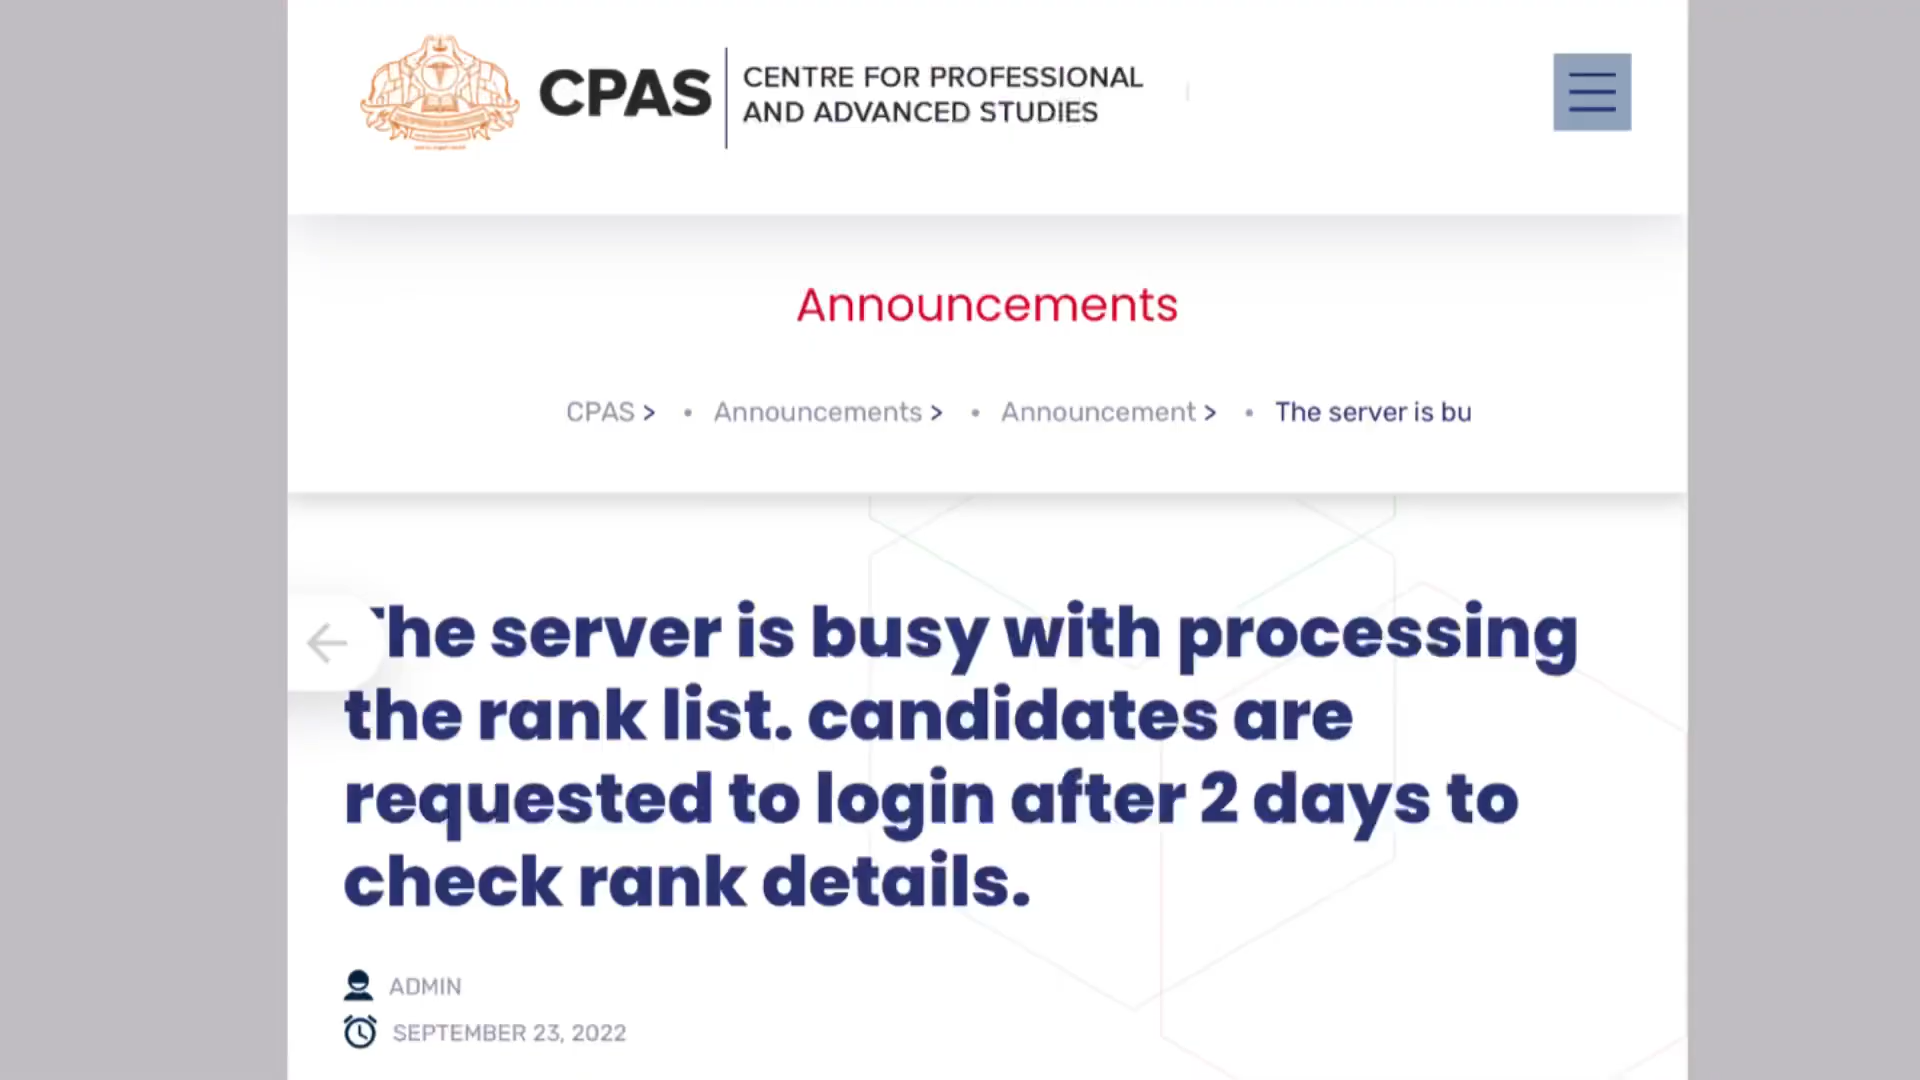 CPAS
CENTRE FOR PROFESSIONAL
AND ADVANCED STUDIES
Announcements
CPAS > • Announcements > • Announcement > • The server is bu
The server is busy with processing
the rank list. candidates are
requested to login after 2 days to
check rank details.
ADMIN
SEPTEMBER 23, 2022